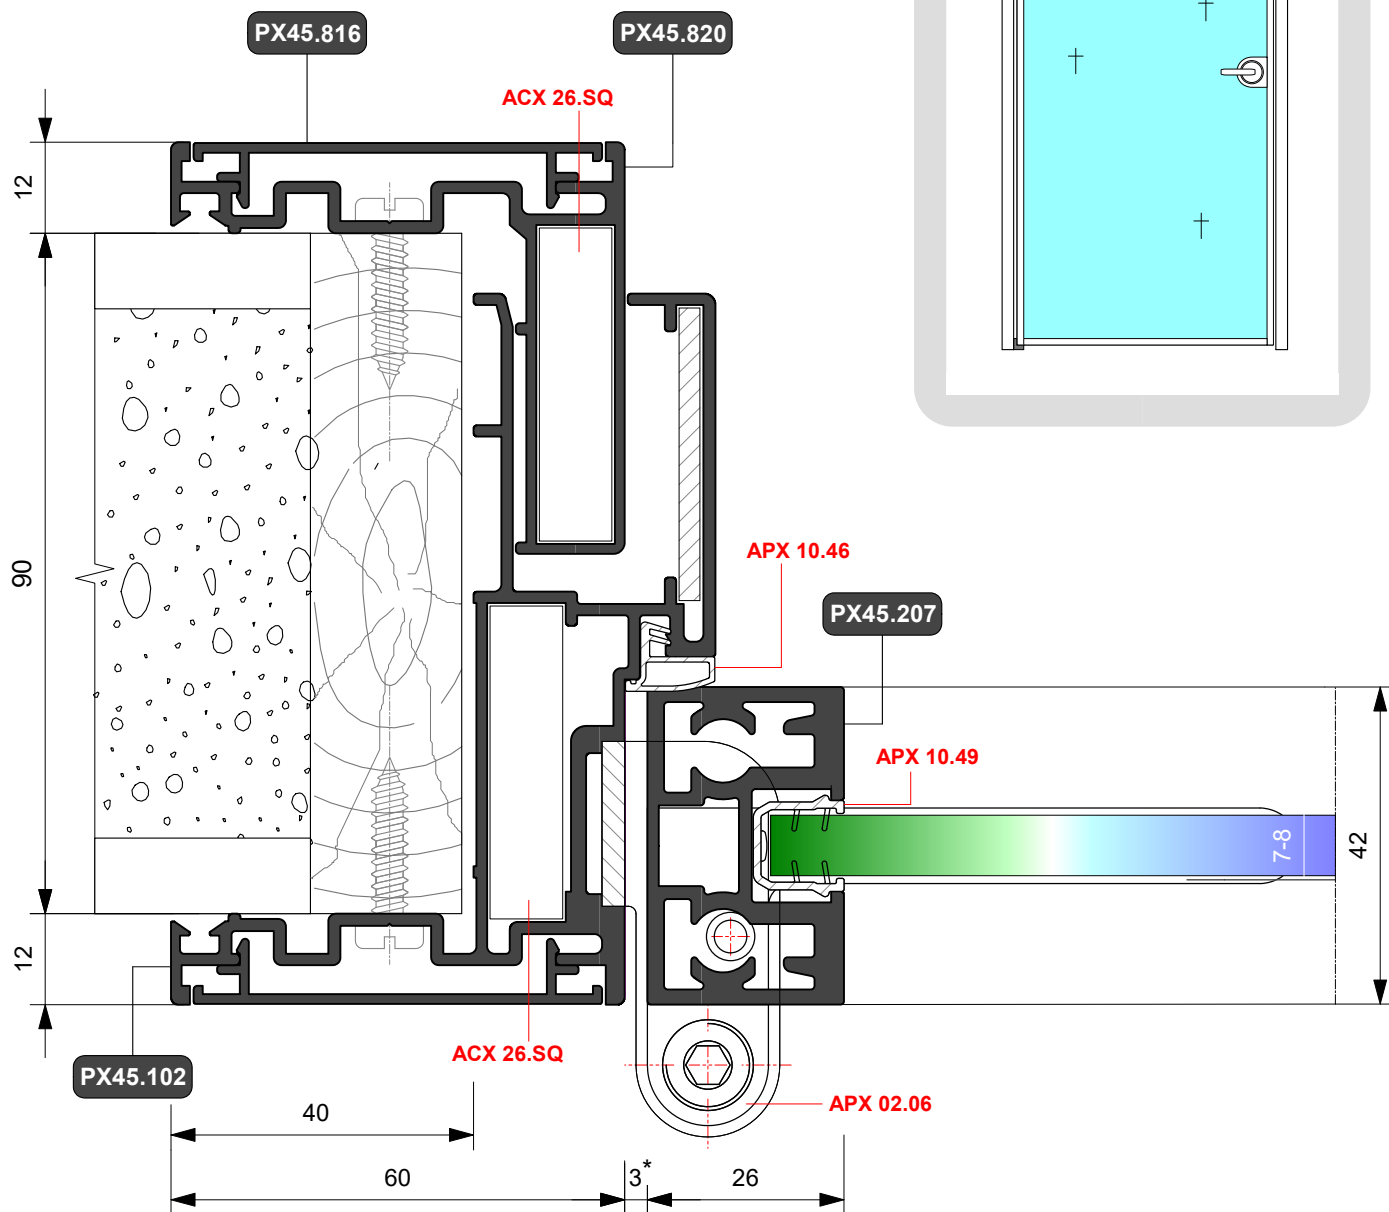 PX45.816
PX45.820
ACX 26.SQ
12
90
APX 10.46
PX45.207
APX 10.49
7-8
42
12
PX45.102
ACX 26.SQ
APX 02.06
40
60
3*
26